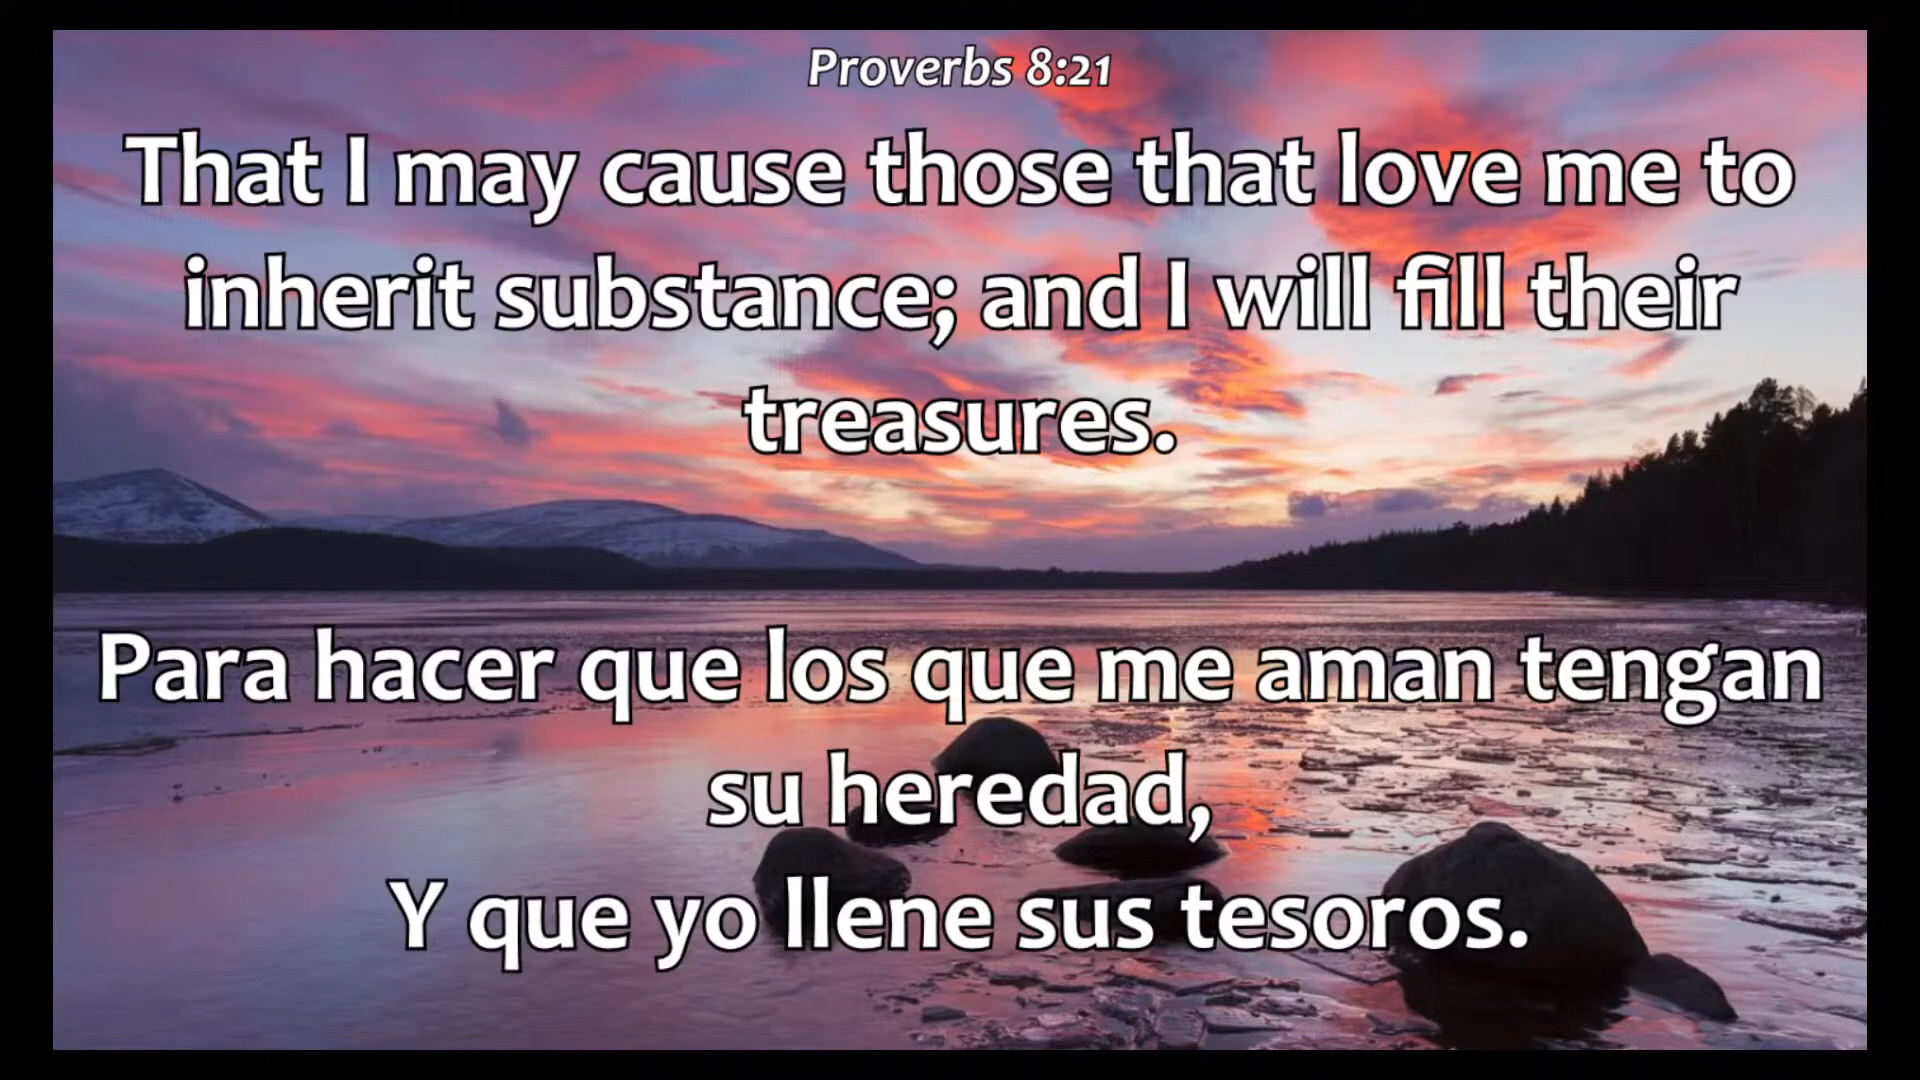 Proverbs 8:21
That I may cause those that love me to
inherit substance; and I will fill their
treasures.
Para hacer que los que me aman tengan
su heredad,
Y que yo llene sus tesoros.